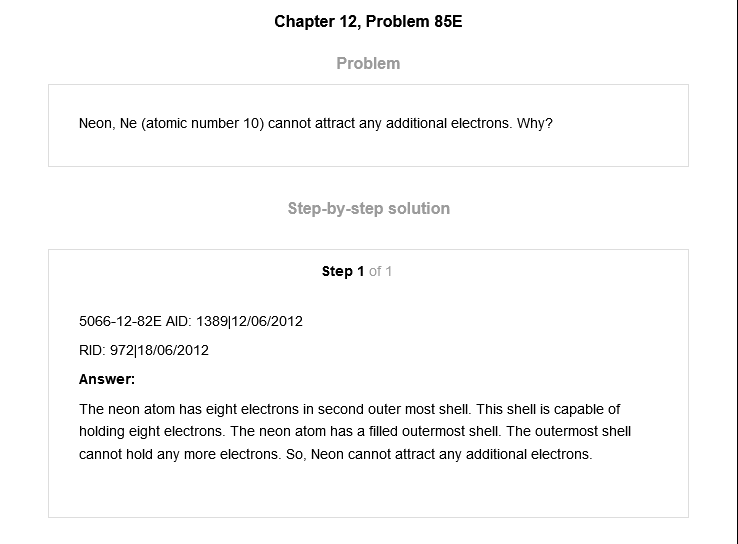 Chapter 12, Problem 85E
Problem
Neon, Ne (atomic number 10) cannot attract any additional electrons. Why?
Step-by-step solution
Step 1 of 1
5066-12-82E AID: 1389|12/06/2012
RID: 972|18/06/2012
Answer:
The neon atom has eight electrons in second outer most shell. This shell is capable of
holding eight electrons. The neon atom has a filled outermost shell. The outermost shell
cannot hold any more electrons. So, Neon cannot attract any additional electrons.